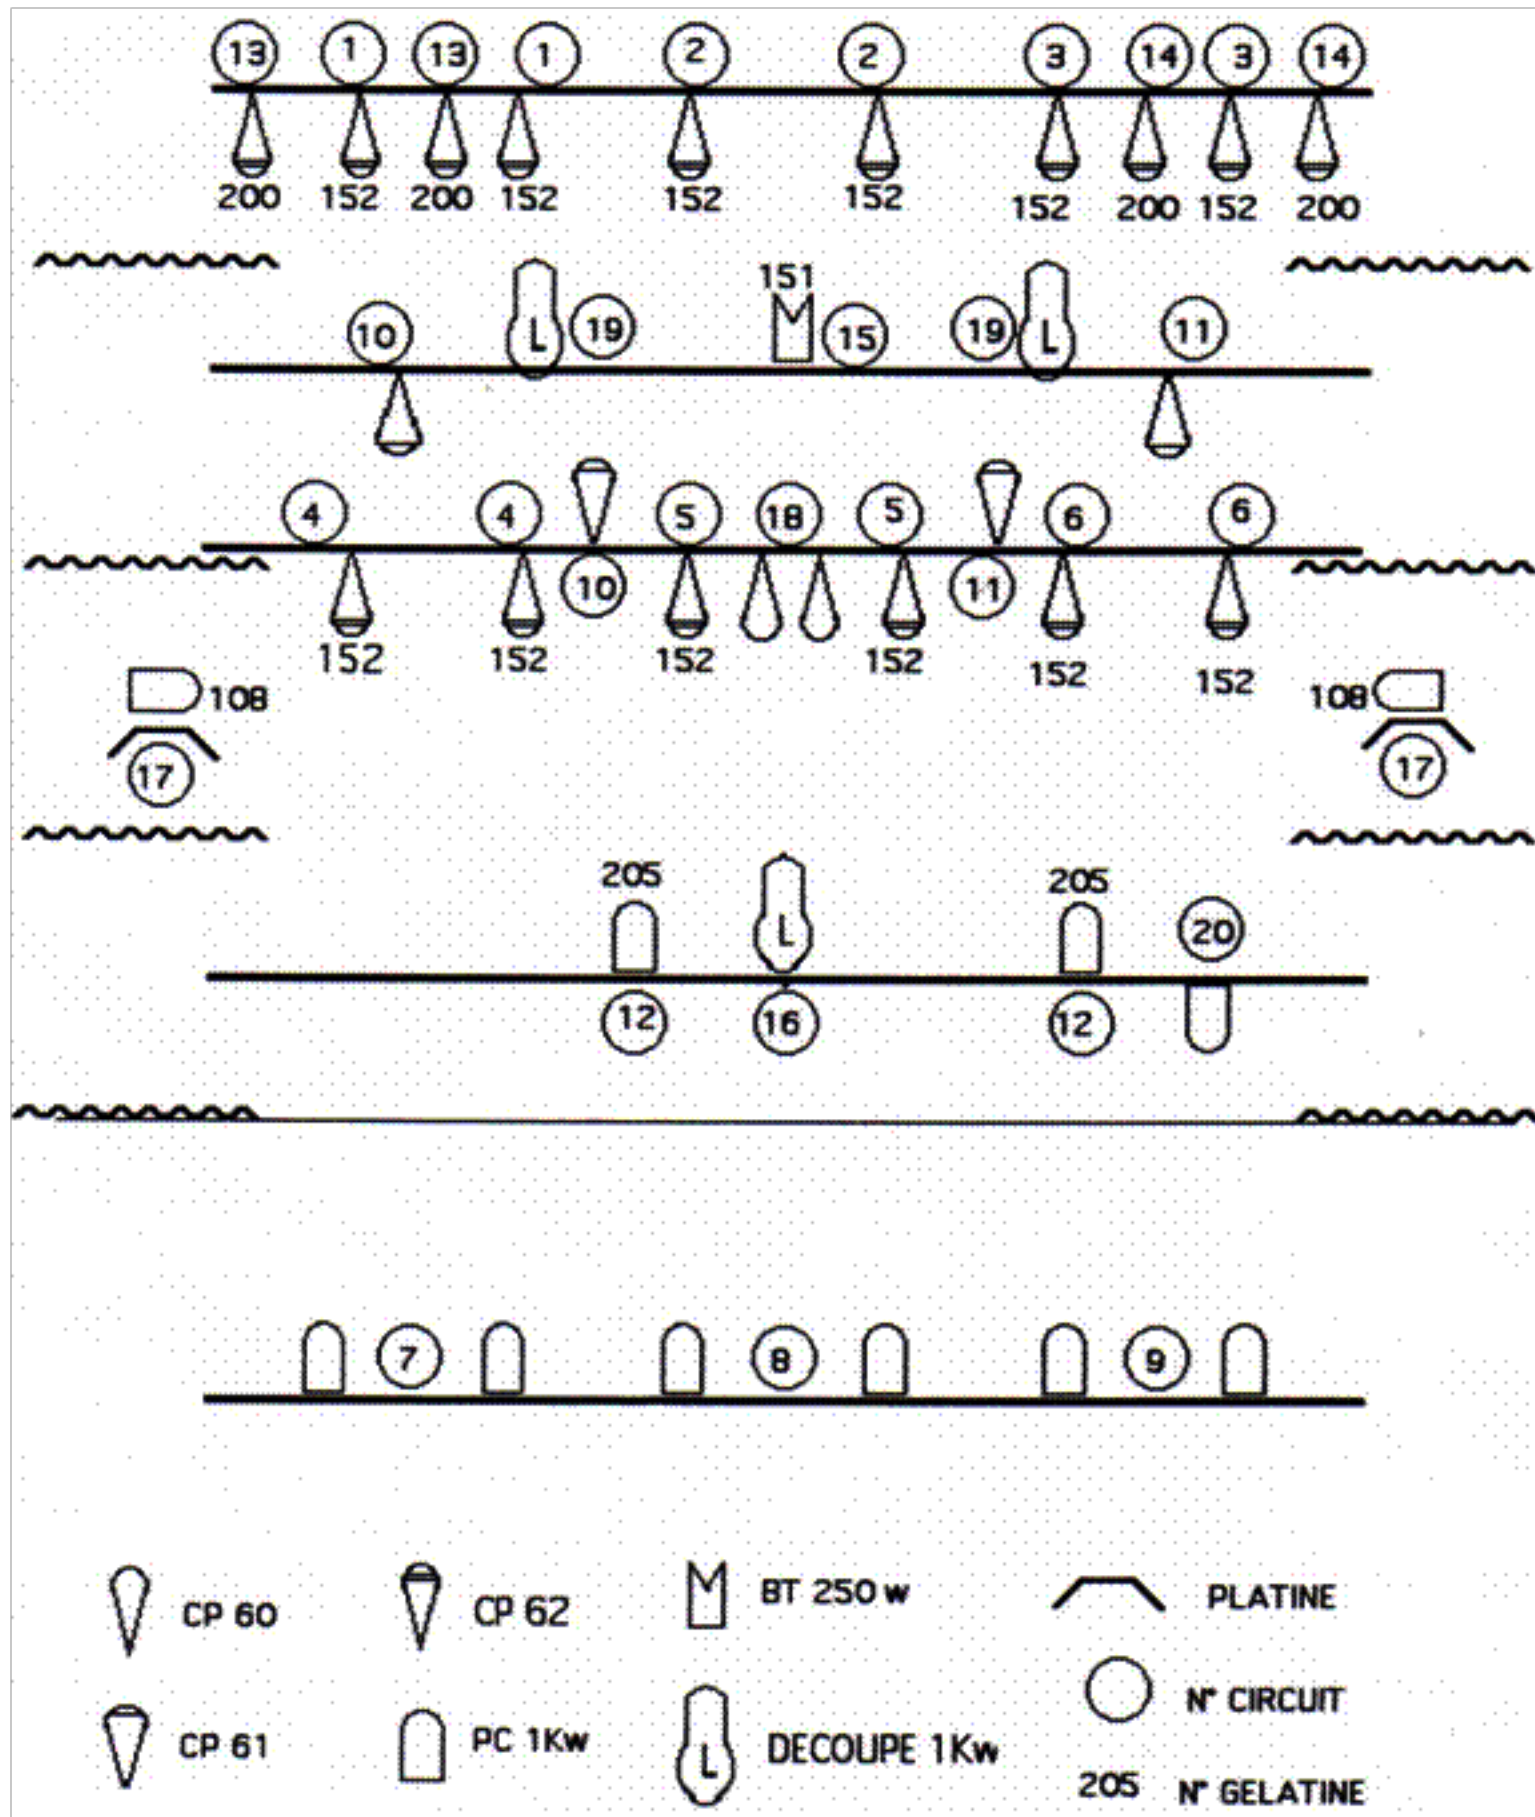 13 1 13 1 2 2 3 14 3 14
200 152 200 152 152 152 152 200 152 200
151
10 L 19 15 19 L 11
4 4 5 18 5 6 6
10 11
152 152 152 152 152 152
108 108
17 17
205 205
L 20
12 16 12
7 8 9
CP 60 CP 62 BT 250 w PLATINE
N° CIRCUIT
CP 61 PC 1Kw L DECOUPE 1Kw
205 N° GELATINE